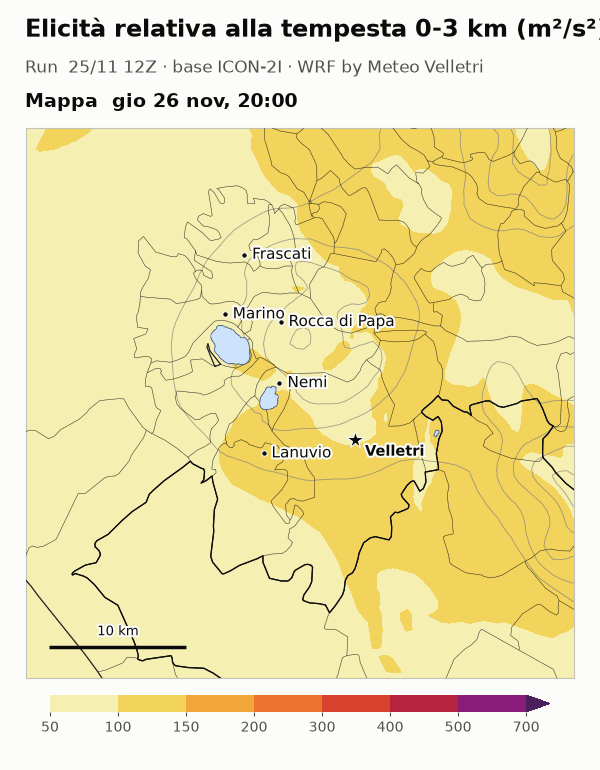 Elicità relativa alla tempesta 0-3 km (m²/s²)
Run 25/11 12Z · base ICON-2I · WRF by Meteo Velletri
Mappa gio 26 nov, 20:00
Frascati
Marino
Rocca di Papa
Nemi
Velletri
Lanuvio
10 km
50 100 150 200 300 400 500 700